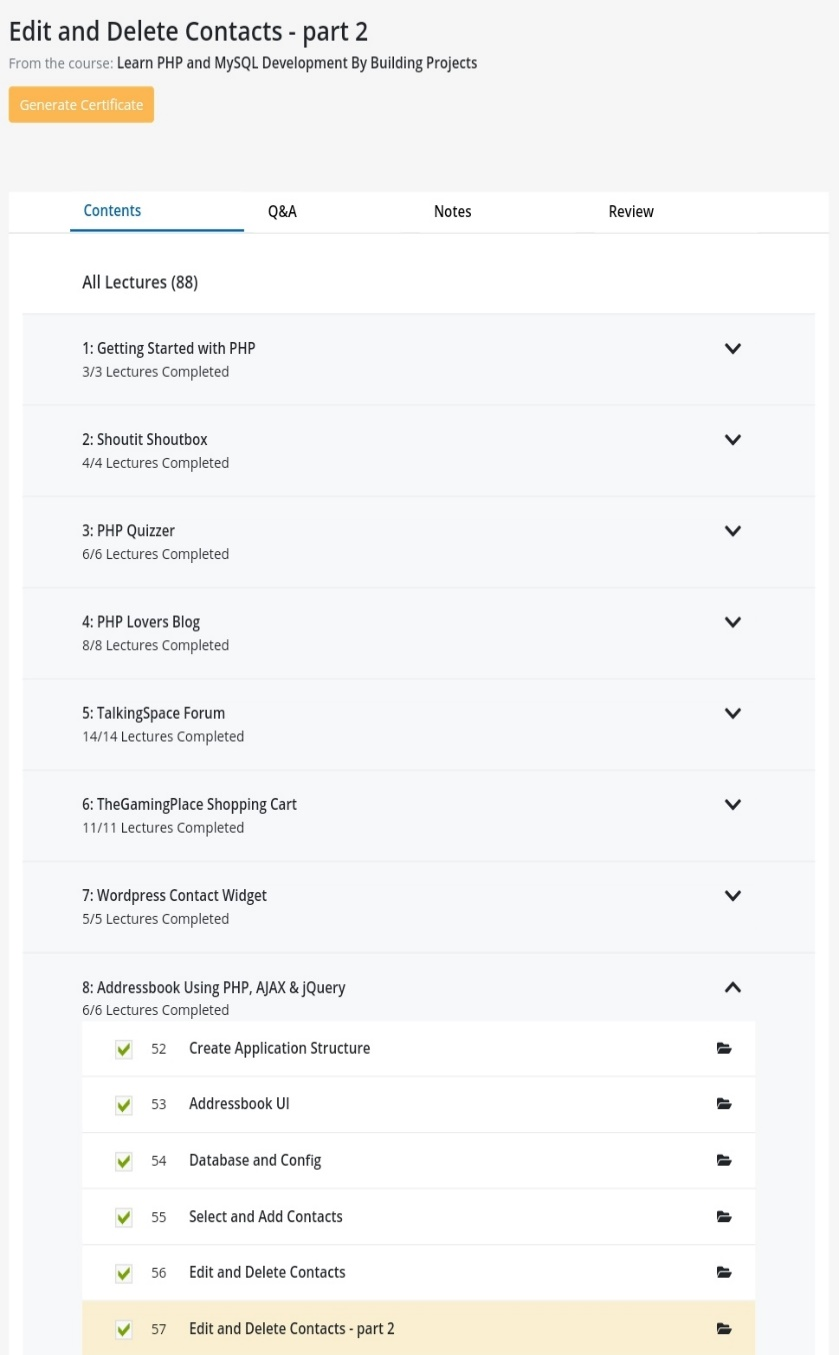 Edit and Delete Contacts - part 2
From the course: Learn PHP and MySQL Development By Building Projects
Generate Certificate
Contents Q&A Notes Review
All Lectures (88)
1: Getting Started with PHP
3/3 Lectures Completed
2: Shoutit Shoutbox
4/4 Lectures Completed
3: PHP Quizzer
6/6 Lectures Completed
4: PHP Lovers Blog
8/8 Lectures Completed
5: TalkingSpace Forum
14/14 Lectures Completed
6: TheGamingPlace Shopping Cart
11/11 Lectures Completed
7: Wordpress Contact Widget
5/5 Lectures Completed
8: Addressbook Using PHP, AJAX & jQuery
6/6 Lectures Completed
52 Create Application Structure
53 Addressbook UI
54 Database and Config
55 Select and Add Contacts
56 Edit and Delete Contacts
57 Edit and Delete Contacts - part 2